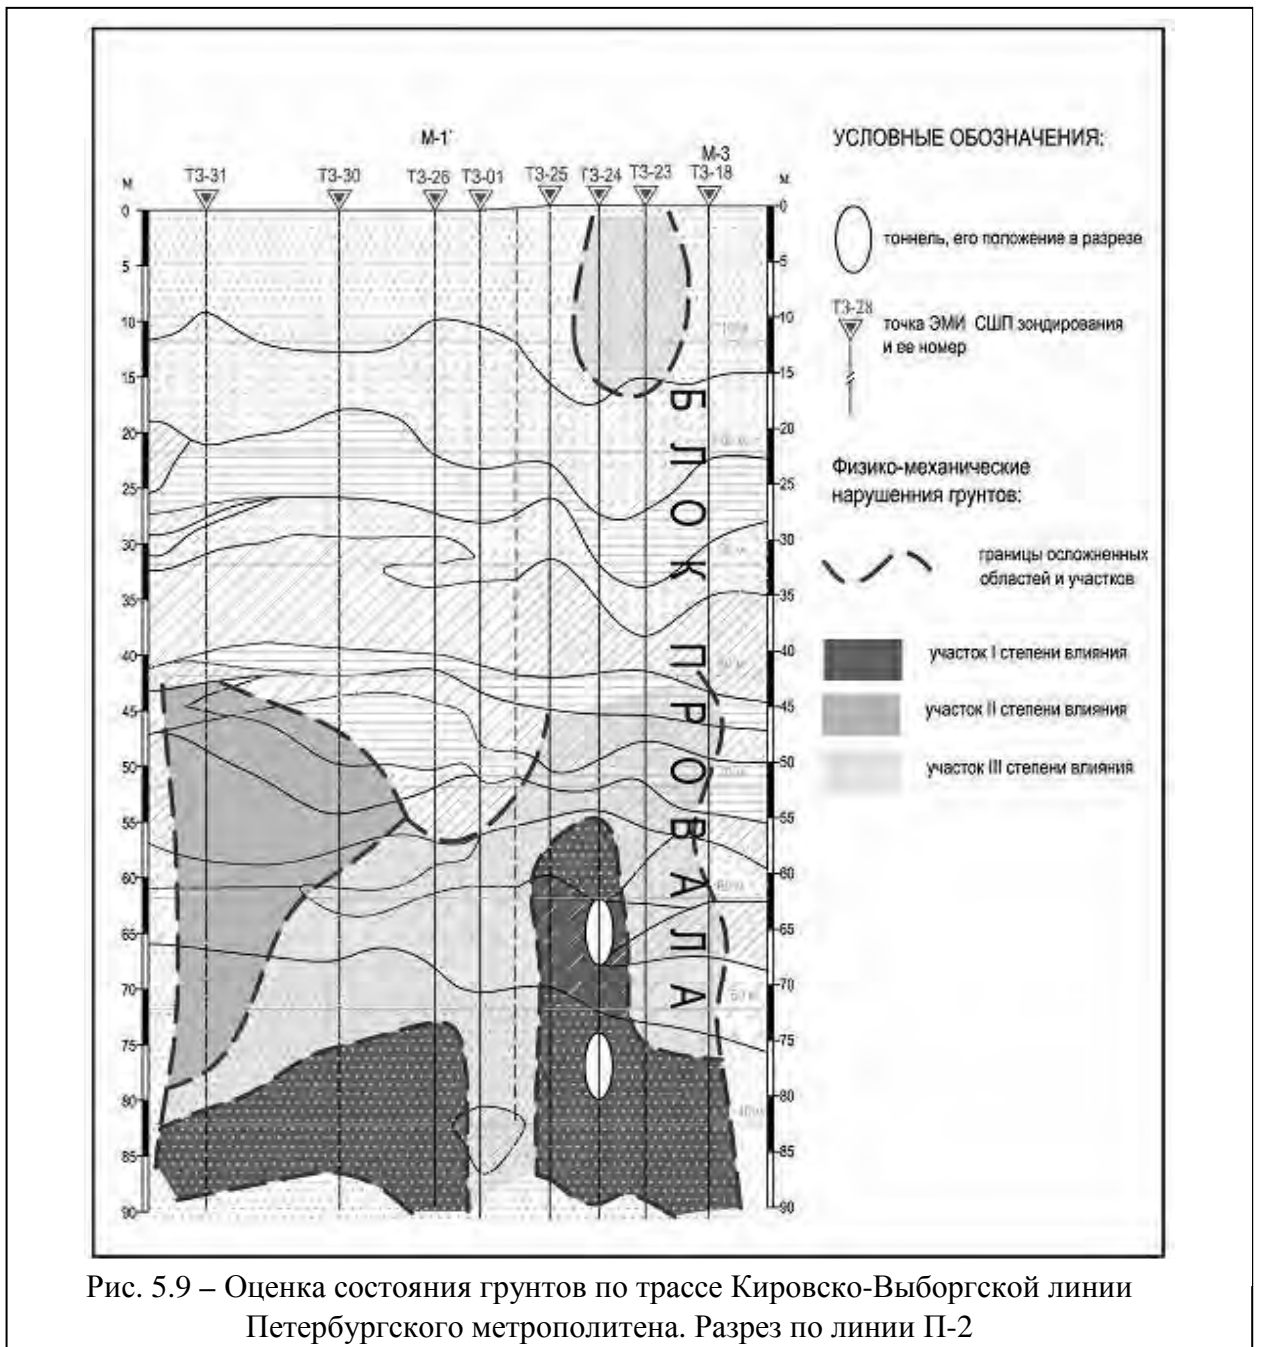 М-1'
М-3
ТЗ-31 ТЗ-30 ТЗ-26 ТЗ-01 ТЗ-25 ТЗ-24 ТЗ-23 ТЗ-18
м м
0 0
5 5
10 10
15 15
20 20
25 25
30 30
35 35
40 40
45 45
50 50
55 55
60 60
65 65
70 70
75 75
80 80
85 85
90 90
БЛОК ПРОВАЛА
УСЛОВНЫЕ ОБОЗНАЧЕНИЯ:
тоннель, его положение в разрезе
ТЗ-28
точка ЭМИ СШП зондирования
и ее номер
Физико-механические
нарушенния грунтов:
границы осложненных
областей и участков
участок I степени влияния
участок II степени влияния
участок III степени влияния
Рис. 5.9 – Оценка состояния грунтов по трассе Кировско-Выборгской линии
Петербургского метрополитена. Разрез по линии П-2